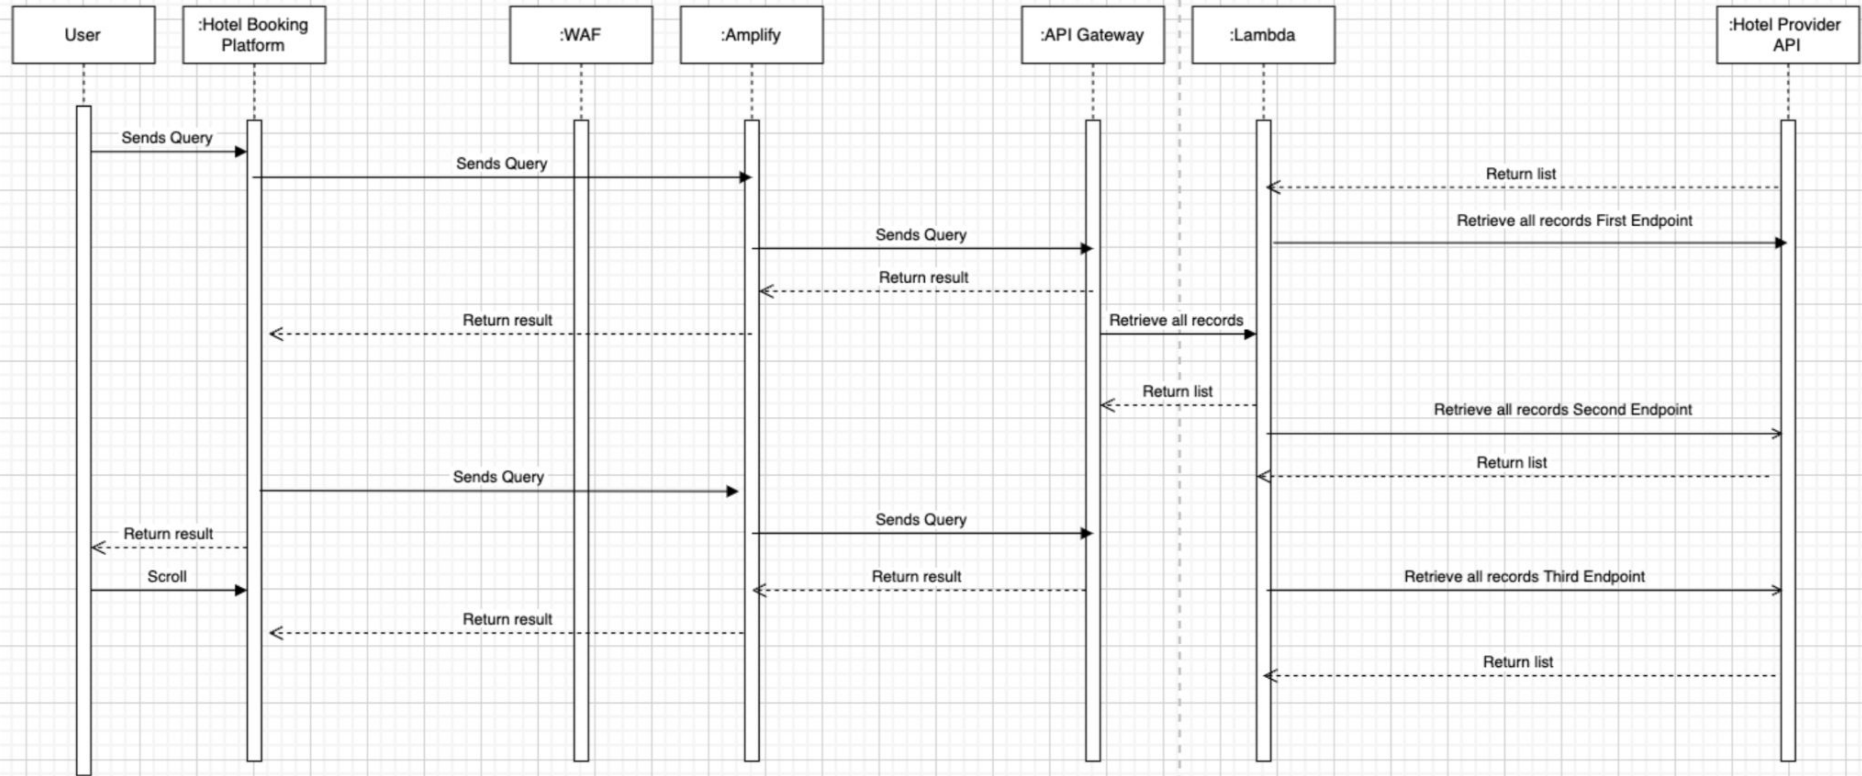 User
:Hotel Booking
Platform
:WAF
:Amplify
:API Gateway
:Lambda
:Hotel Provider
API
Sends Query
Sends Query
Return list
Retrieve all records First Endpoint
Sends Query
Return result
Return result
Retrieve all records
Return list
Retrieve all records Second Endpoint
Return list
Sends Query
Sends Query
Return result
Scroll
Return result
Retrieve all records Third Endpoint
Return result
Return list